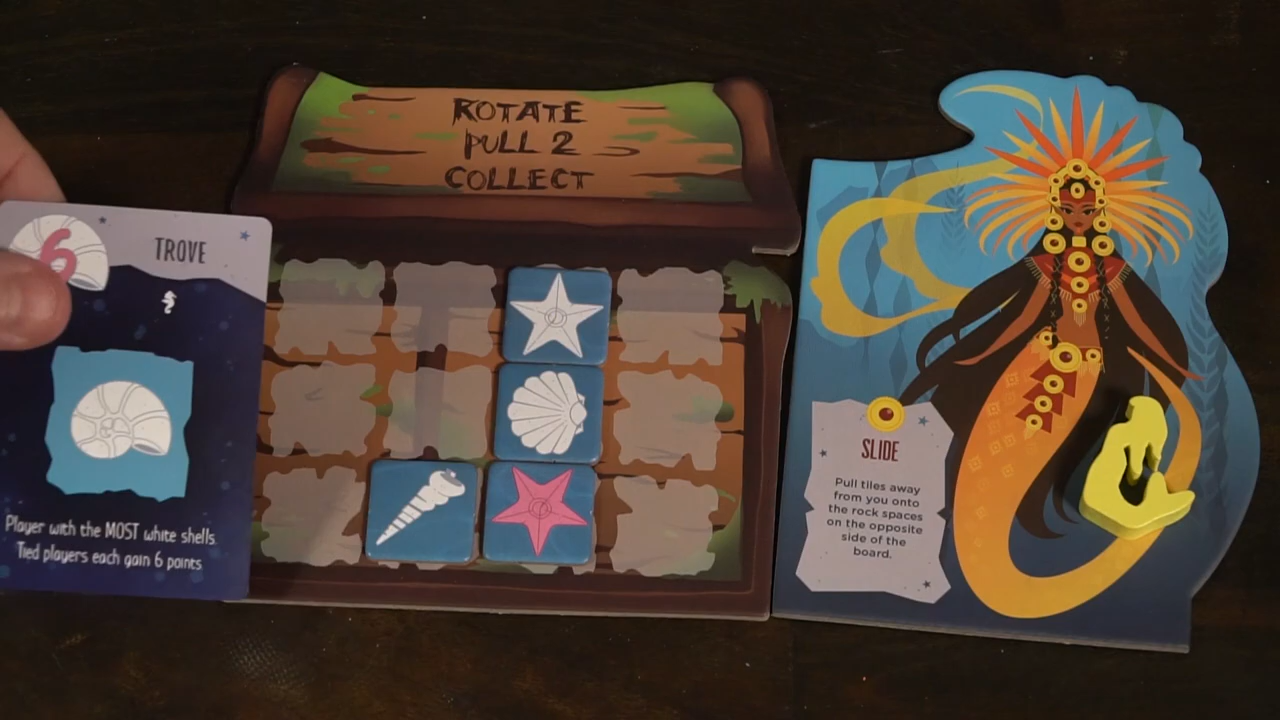 ROTATE
PULL 2
COLLECT
6
TROVE
Player with the MOST white shells.
Tied players each gain 6 points.
SLIDE
Pull tiles away
from you onto
the rock spaces
on the opposite
side of the
board.